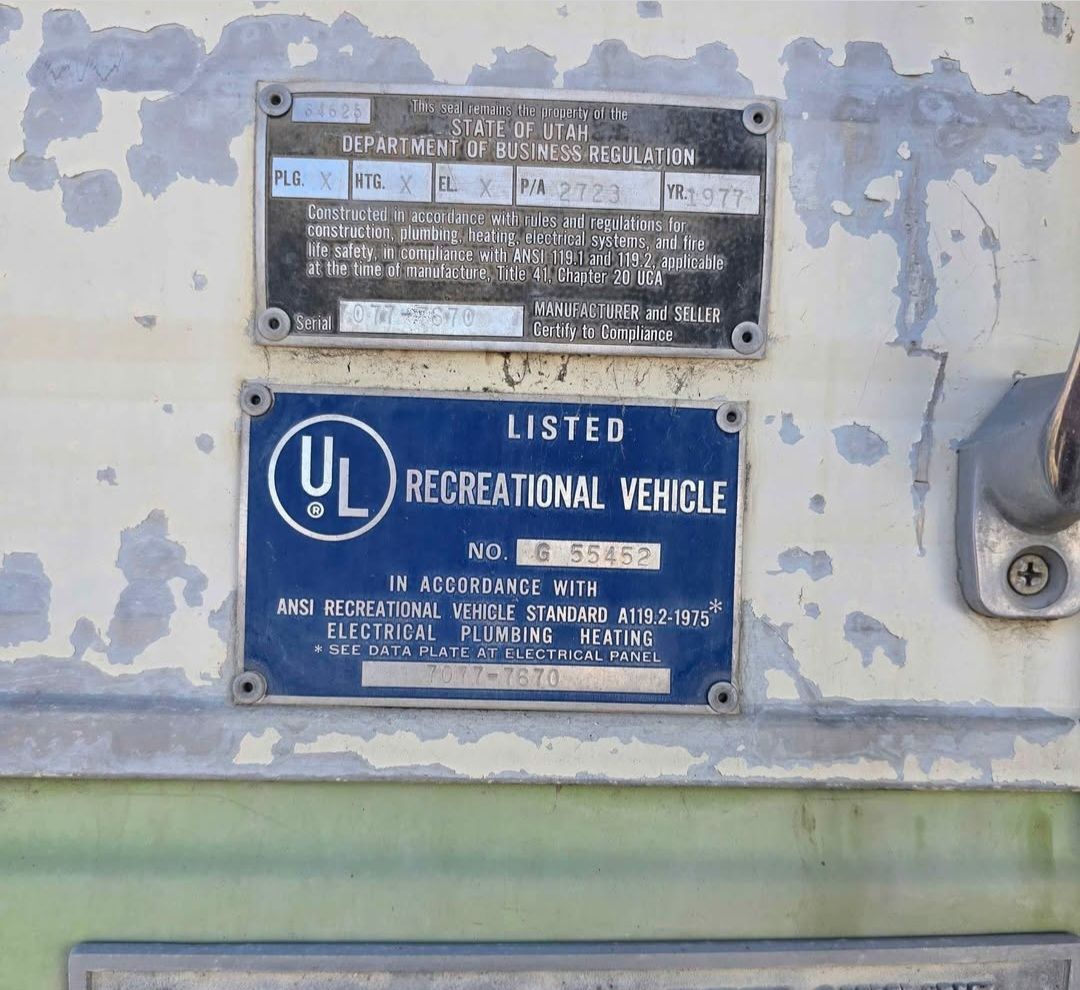 64625
This seal remains the property of the
STATE OF UTAH
DEPARTMENT OF BUSINESS REGULATION
PLG. X HTG. X EL. X P/A 2723 YR. 1977
Constructed in accordance with rules and regulations for
construction, plumbing, heating, electrical systems, and fire
life safety, in compliance with ANSI 119.1 and 119.2, applicable
at the time of manufacture, Title 41, Chapter 20 UCA
Serial 7077-7670 MANUFACTURER and SELLER
Certify to Compliance
UL ®
LISTED
RECREATIONAL VEHICLE
NO. G 55452
IN ACCORDANCE WITH
ANSI RECREATIONAL VEHICLE STANDARD A119.2-1975*
ELECTRICAL PLUMBING HEATING
* SEE DATA PLATE AT ELECTRICAL PANEL
7077-7670